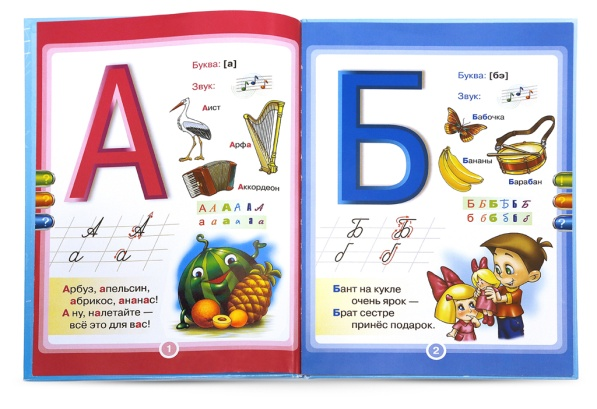 А
Буква: [а]
Звук:
Аист
Арфа
Аккордеон
А А А А А А
а а а а а а
А А
а а
Арбуз, апельсин,
абрикос, ананас!
А ну, налетайте —
всё это для вас!
1
?
Б
Буква: [бэ]
Звук:
Бабочка
Бананы
Барабан
Б Б Б Б Б Б
б б б б б б
Б Б
б б
Бант на кукле
очень ярок —
Брат сестре
принёс подарок.
2
?